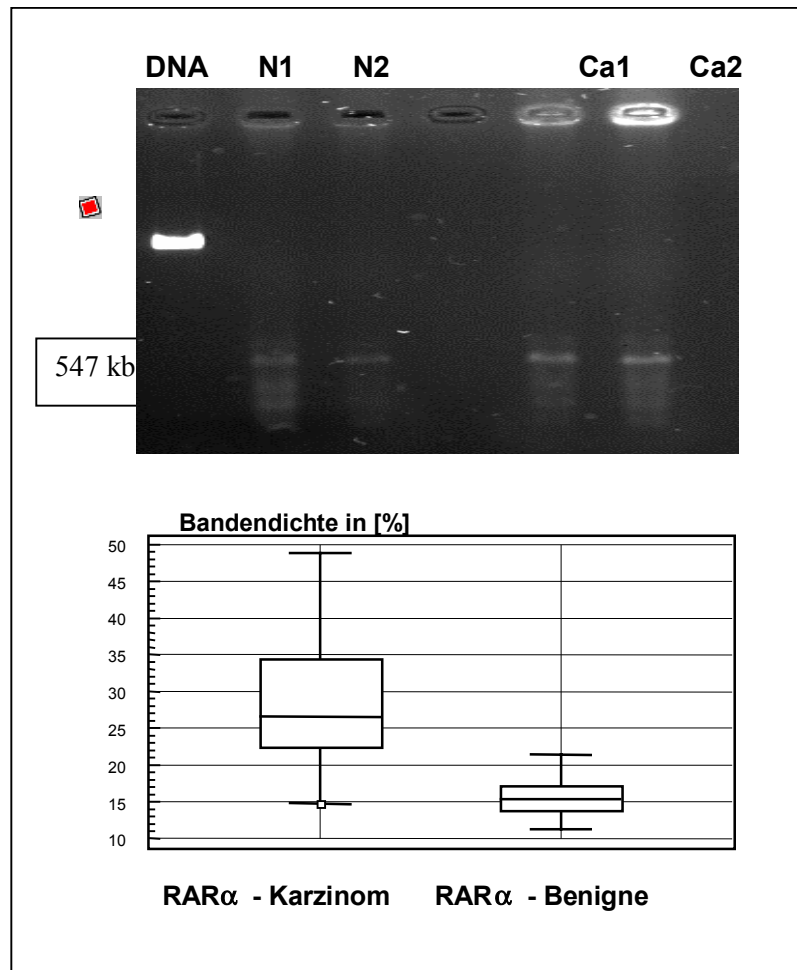 DNA N1 N2 Ca1 Ca2
547 kb
Bandendichte in [%]
50
45
40
35
30
25
20
15
10
RARα - Karzinom RARα - Benigne